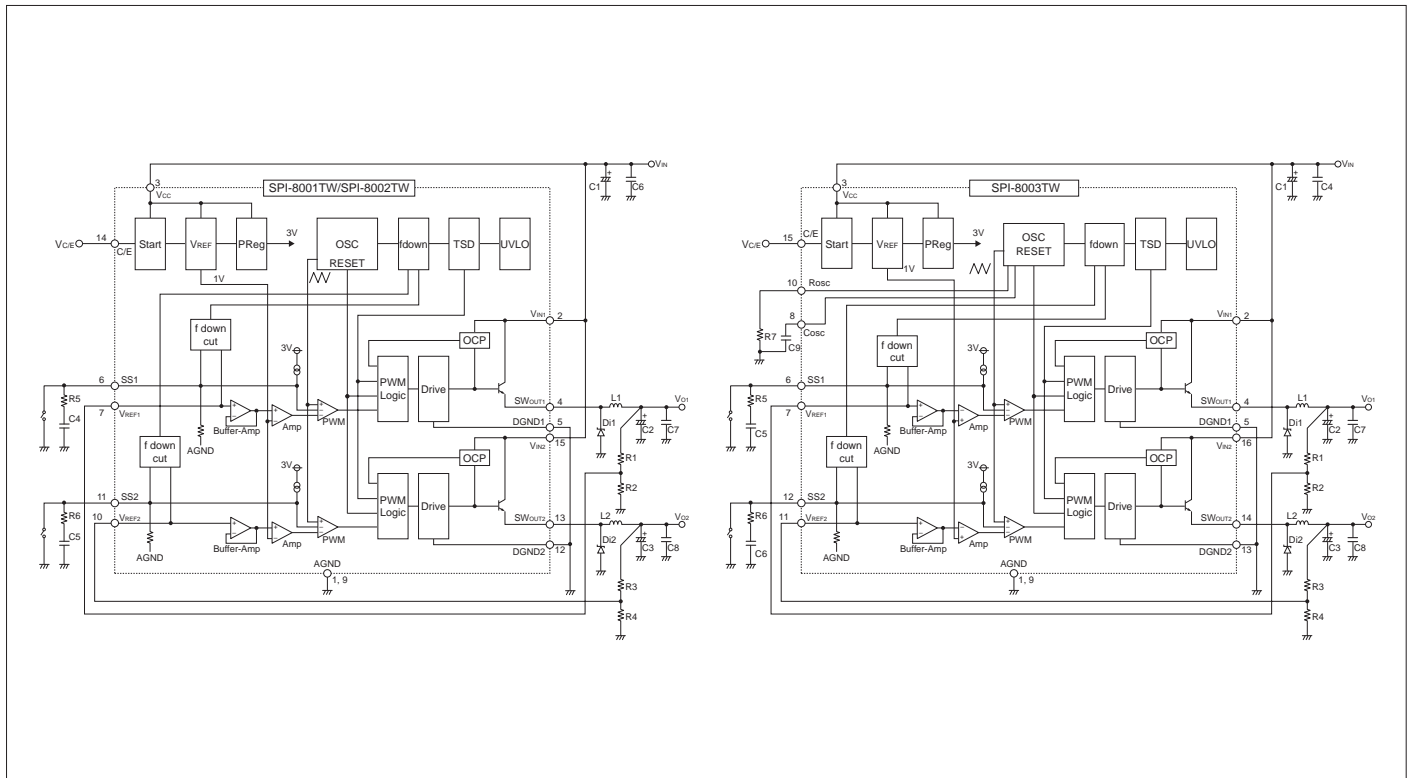 SPI-8001TW/SPI-8002TW
VIN
C1
+
C6
3
VCC
VC/E
14
C/E
Start
VREF
PReg
3V
OSC
RESET
fdown
TSD
UVLO
1V
f down
cut
3V
VIN1
2
OCP
6
SS1
R5
C4
7
VREF1
+
−
Buffer-Amp
+
−
Amp
+
−
−
PWM
PWM
Logic
Drive
SWOUT1
4
L1
VO1
Di1
+
C2
C7
DGND1
5
VIN2
15
R1
R2
AGND
f down
cut
3V
OCP
11
SS2
R6
C5
10
VREF2
+
−
Buffer-Amp
+
−
Amp
+
−
−
PWM
PWM
Logic
Drive
SWOUT2
13
L2
VO2
Di2
+
C3
C8
DGND2
12
AGND
AGND
1, 9
R3
R4
SPI-8003TW
VIN
C1
+
C4
3
VCC
VC/E
15
C/E
Start
VREF
PReg
3V
OSC
RESET
fdown
TSD
UVLO
1V
10
Rosc
8
Cosc
R7
C9
f down
cut
3V
VIN1
2
OCP
6
SS1
R5
C5
7
VREF1
+
−
Buffer-Amp
+
−
Amp
+
−
−
PWM
PWM
Logic
Drive
SWOUT1
4
L1
VO1
Di1
+
C2
C7
DGND1
5
VIN2
16
R1
R2
AGND
f down
cut
3V
OCP
12
SS2
R6
C6
11
VREF2
+
−
Buffer-Amp
−
+
Amp
+
−
−
PWM
PWM
Logic
Drive
SWOUT2
14
L2
VO2
Di2
+
C3
C8
DGND2
13
AGND
AGND
1, 9
R3
R4